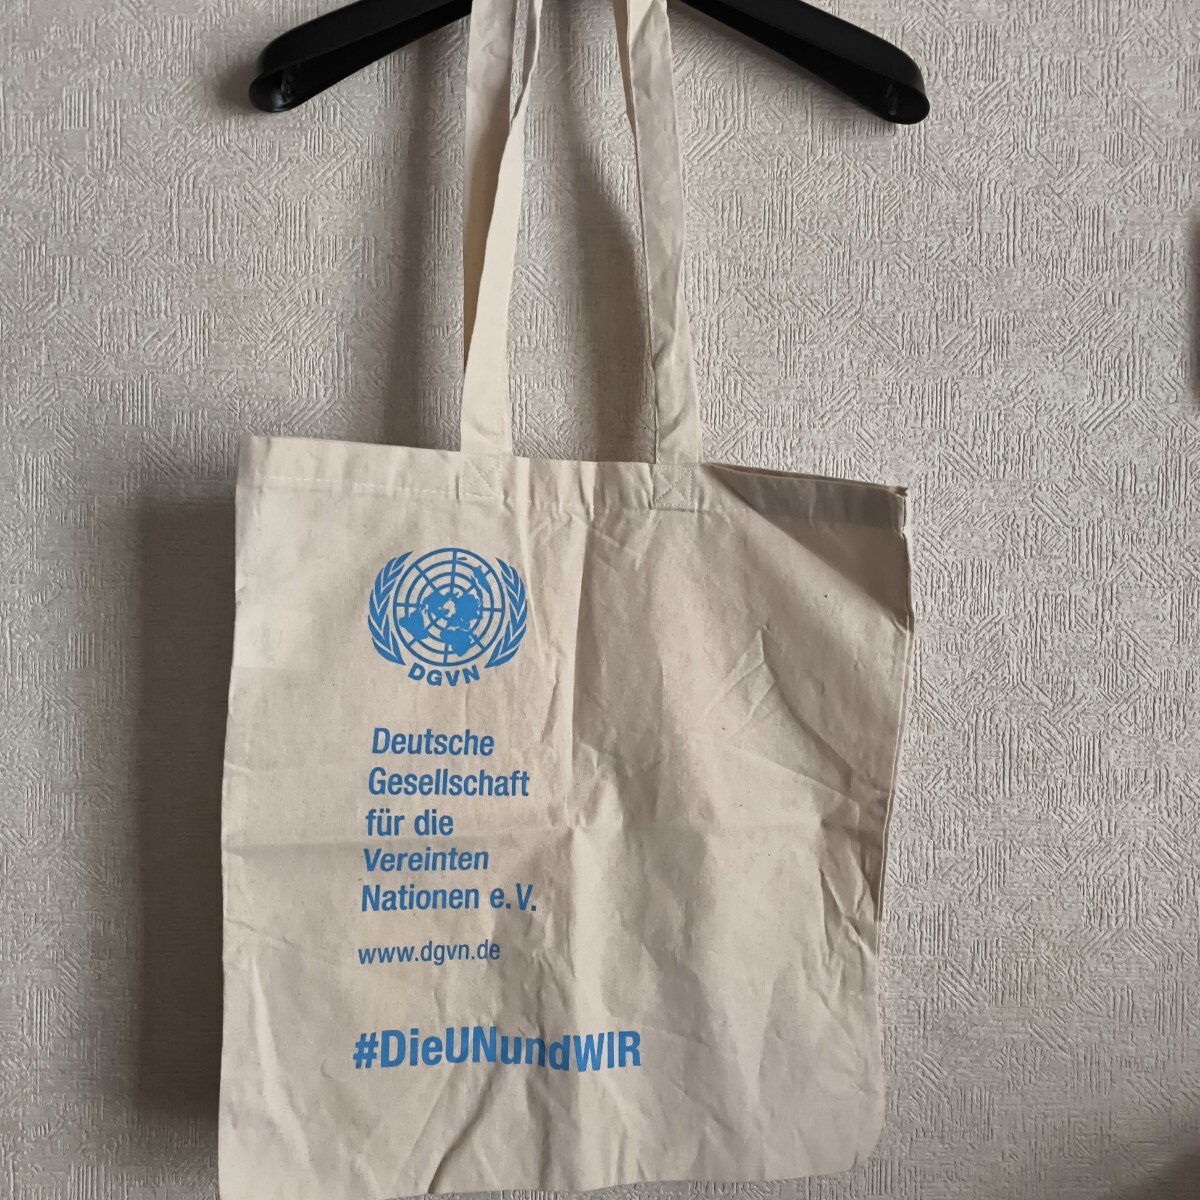 DGVN
Deutsche
Gesellschaft
für die
Vereinten
Nationen e.V.
www.dgvn.de
#DieUNundWIR